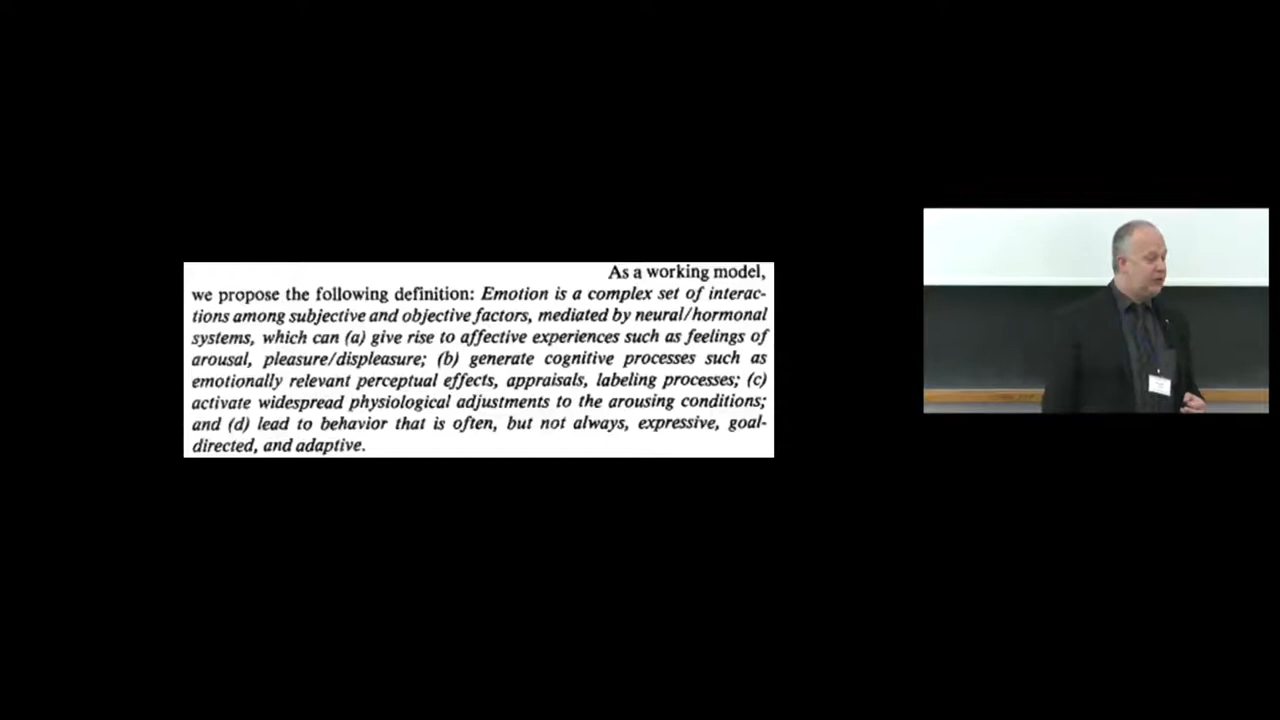 As a working model,
we propose the following definition: Emotion is a complex set of interac-
tions among subjective and objective factors, mediated by neural/hormonal
systems, which can (a) give rise to affective experiences such as feelings of
arousal, pleasure/displeasure; (b) generate cognitive processes such as
emotionally relevant perceptual effects, appraisals, labeling processes; (c)
activate widespread physiological adjustments to the arousing conditions;
and (d) lead to behavior that is often, but not always, expressive, goal-
directed, and adaptive.